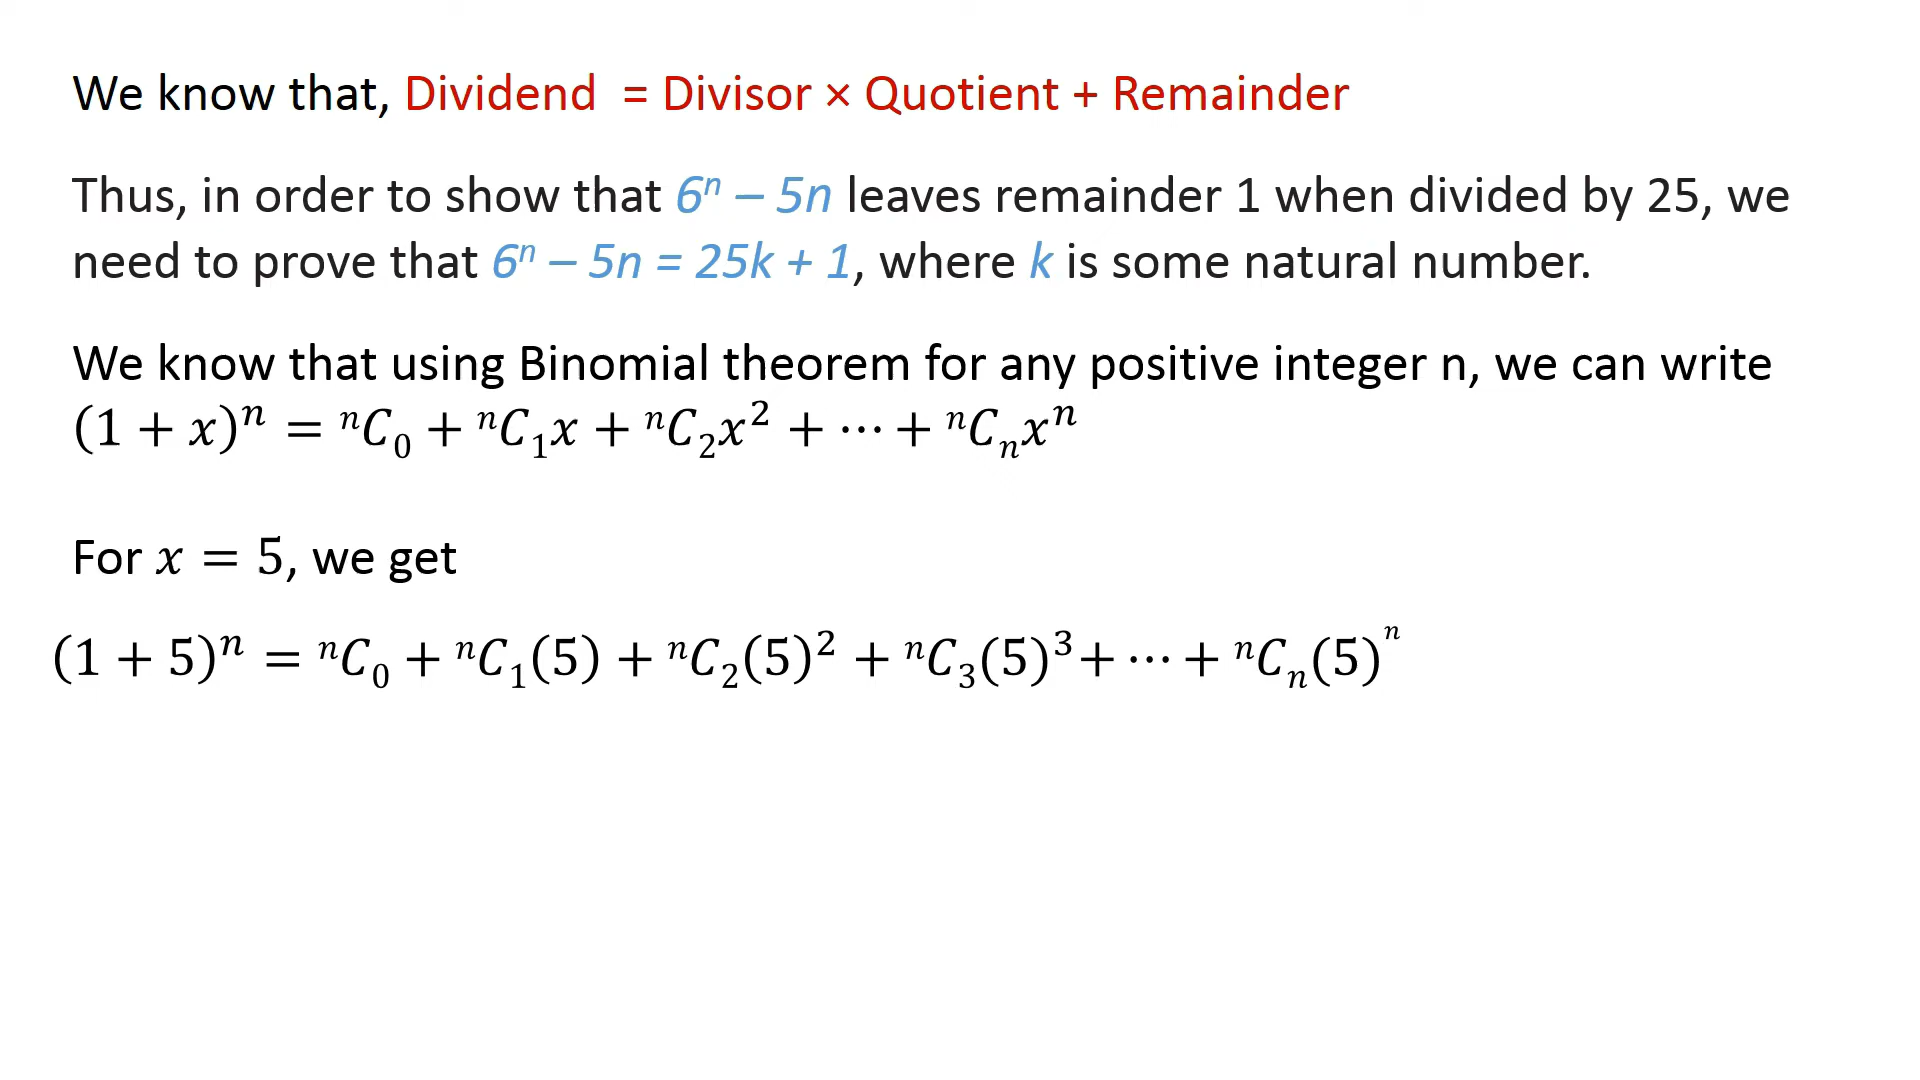 We know that, Dividend = Divisor × Quotient + Remainder
Thus, in order to show that 6ⁿ – 5n leaves remainder 1 when divided by 25, we
need to prove that 6ⁿ – 5n = 25k + 1, where k is some natural number.
We know that using Binomial theorem for any positive integer n, we can write
(1 + x)ⁿ = ⁿC₀ + ⁿC₁x + ⁿC₂x² + ⋯ + ⁿCₙxⁿ
For x = 5, we get
(1 + 5)ⁿ = ⁿC₀ + ⁿC₁(5) + ⁿC₂(5)² + ⁿC₃(5)³+ ⋯ + ⁿCₙ(5)ⁿ